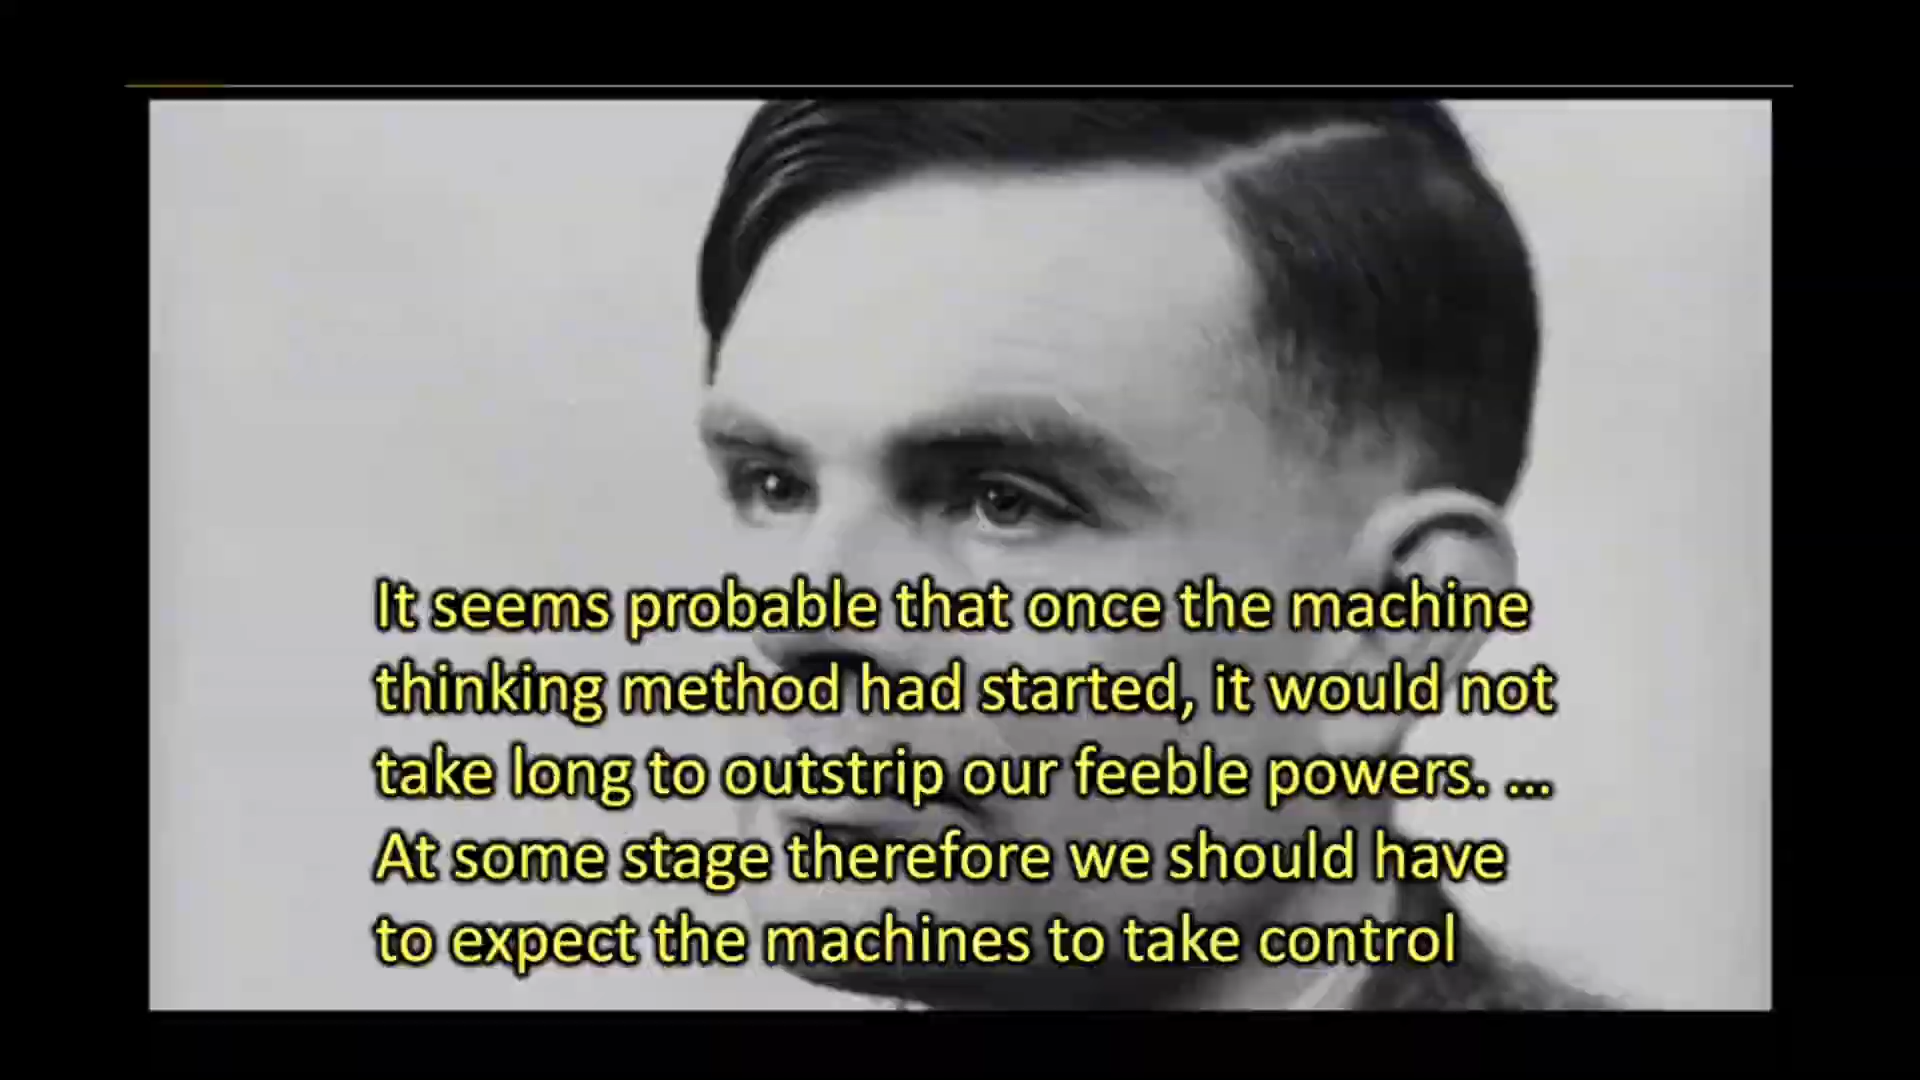 It seems probable that once the machine
thinking method had started, it would not
take long to outstrip our feeble powers. ...
At some stage therefore we should have
to expect the machines to take control